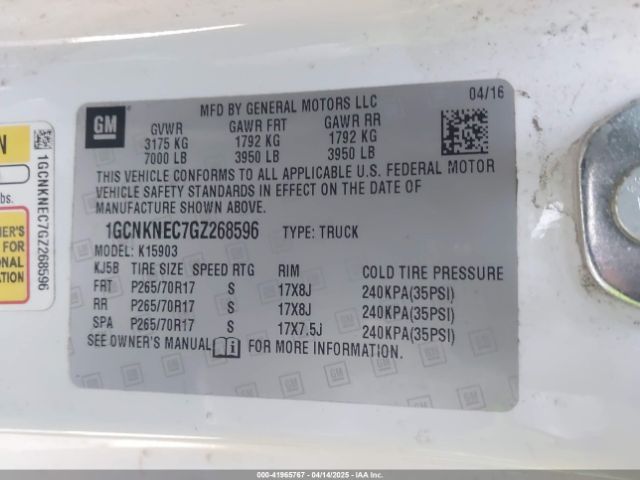 GM
MFD BY GENERAL MOTORS LLC
04/16
GVWR GAWR FRT GAWR RR
3175 KG 1792 KG 1792 KG
7000 LB 3950 LB 3950 LB
THIS VEHICLE CONFORMS TO ALL APPLICABLE U.S. FEDERAL MOTOR
VEHICLE SAFETY STANDARDS IN EFFECT ON THE DATE OF
MANUFACTURE SHOWN ABOVE.
1GCNKNEC7GZ268596 TYPE: TRUCK
MODEL: K15903
KJ5B TIRE SIZE SPEED RTG RIM COLD TIRE PRESSURE
FRT P265/70R17 S 17X8J 240KPA(35PSI)
RR P265/70R17 S 17X8J 240KPA(35PSI)
SPA P265/70R17 S 17X7.5J 240KPA(35PSI)
SEE OWNER'S MANUAL FOR MORE INFORMATION.
1GCNKNEC7GZ268596
lbs.
FOR
000-41965767 - 04/14/2025 - IAAI, Inc.